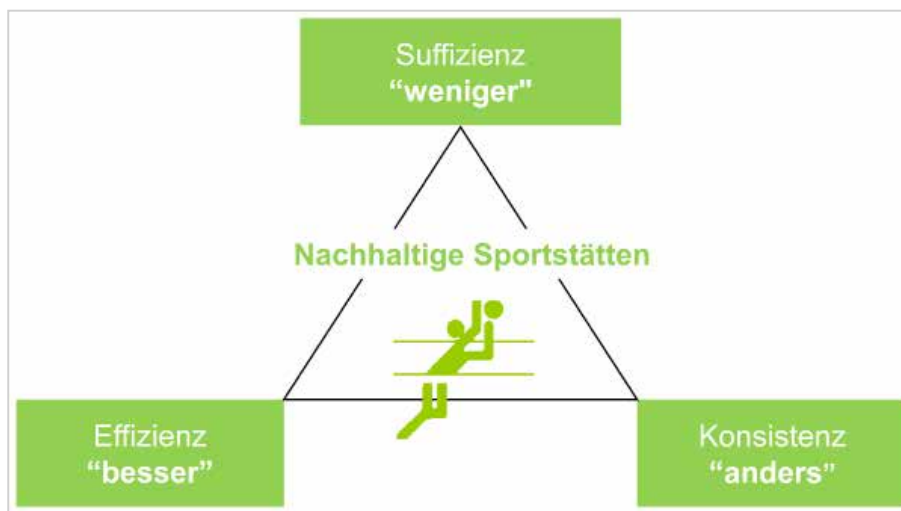 Suffizienz
“weniger"
Nachhaltige Sportstätten
Effizienz
“besser”
Konsistenz
“anders”